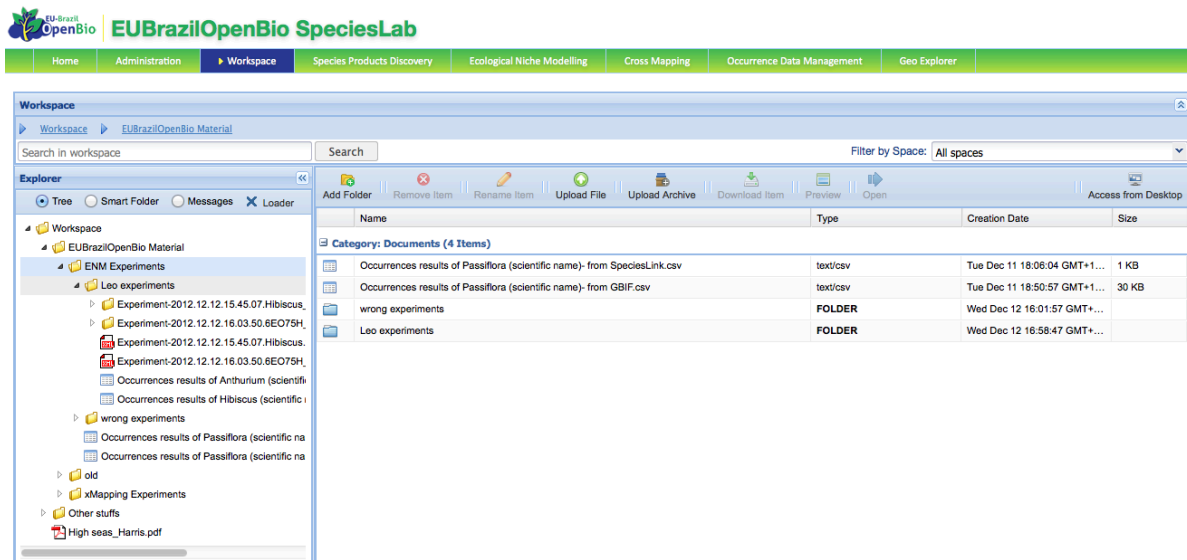 EU-Brazil
OpenBio
EUBrazilOpenBio SpeciesLab
Home Administration Workspace Species Products Discovery Ecological Niche Modelling Cross Mapping Occurrence Data Management Geo Explorer
Workspace
Workspace EUBrazilOpenBio Material
Search in workspace Search Filter by Space: All spaces
Explorer
Tree Smart Folder Messages Loader
Workspace
EUBrazilOpenBio Material
ENM Experiments
Leo experiments
Experiment-2012.12.12.15.45.07.Hibiscus_
Experiment-2012.12.12.16.03.50.6EO75H_
Experiment-2012.12.12.15.45.07.Hibiscus.
Experiment-2012.12.12.16.03.50.6EO75H_
Occurrences results of Anthurium (scientifi
Occurrences results of Hibiscus (scientific
wrong experiments
Occurrences results of Passiflora (scientific na
Occurrences results of Passiflora (scientific na
old
xMapping Experiments
Other stuffs
High seas_Harris.pdf
Add Folder Remove Item Rename Item Upload File Upload Archive Download Item Preview Open Access from Desktop
Name Type Creation Date Size
Category: Documents (4 Items)
Occurrences results of Passiflora (scientific name)- from SpeciesLink.csv text/csv Tue Dec 11 18:06:04 GMT+1... 1 KB
Occurrences results of Passiflora (scientific name)- from GBIF.csv text/csv Tue Dec 11 18:50:57 GMT+1... 30 KB
wrong experiments FOLDER Wed Dec 12 16:01:57 GMT+...
Leo experiments FOLDER Wed Dec 12 16:58:47 GMT+...